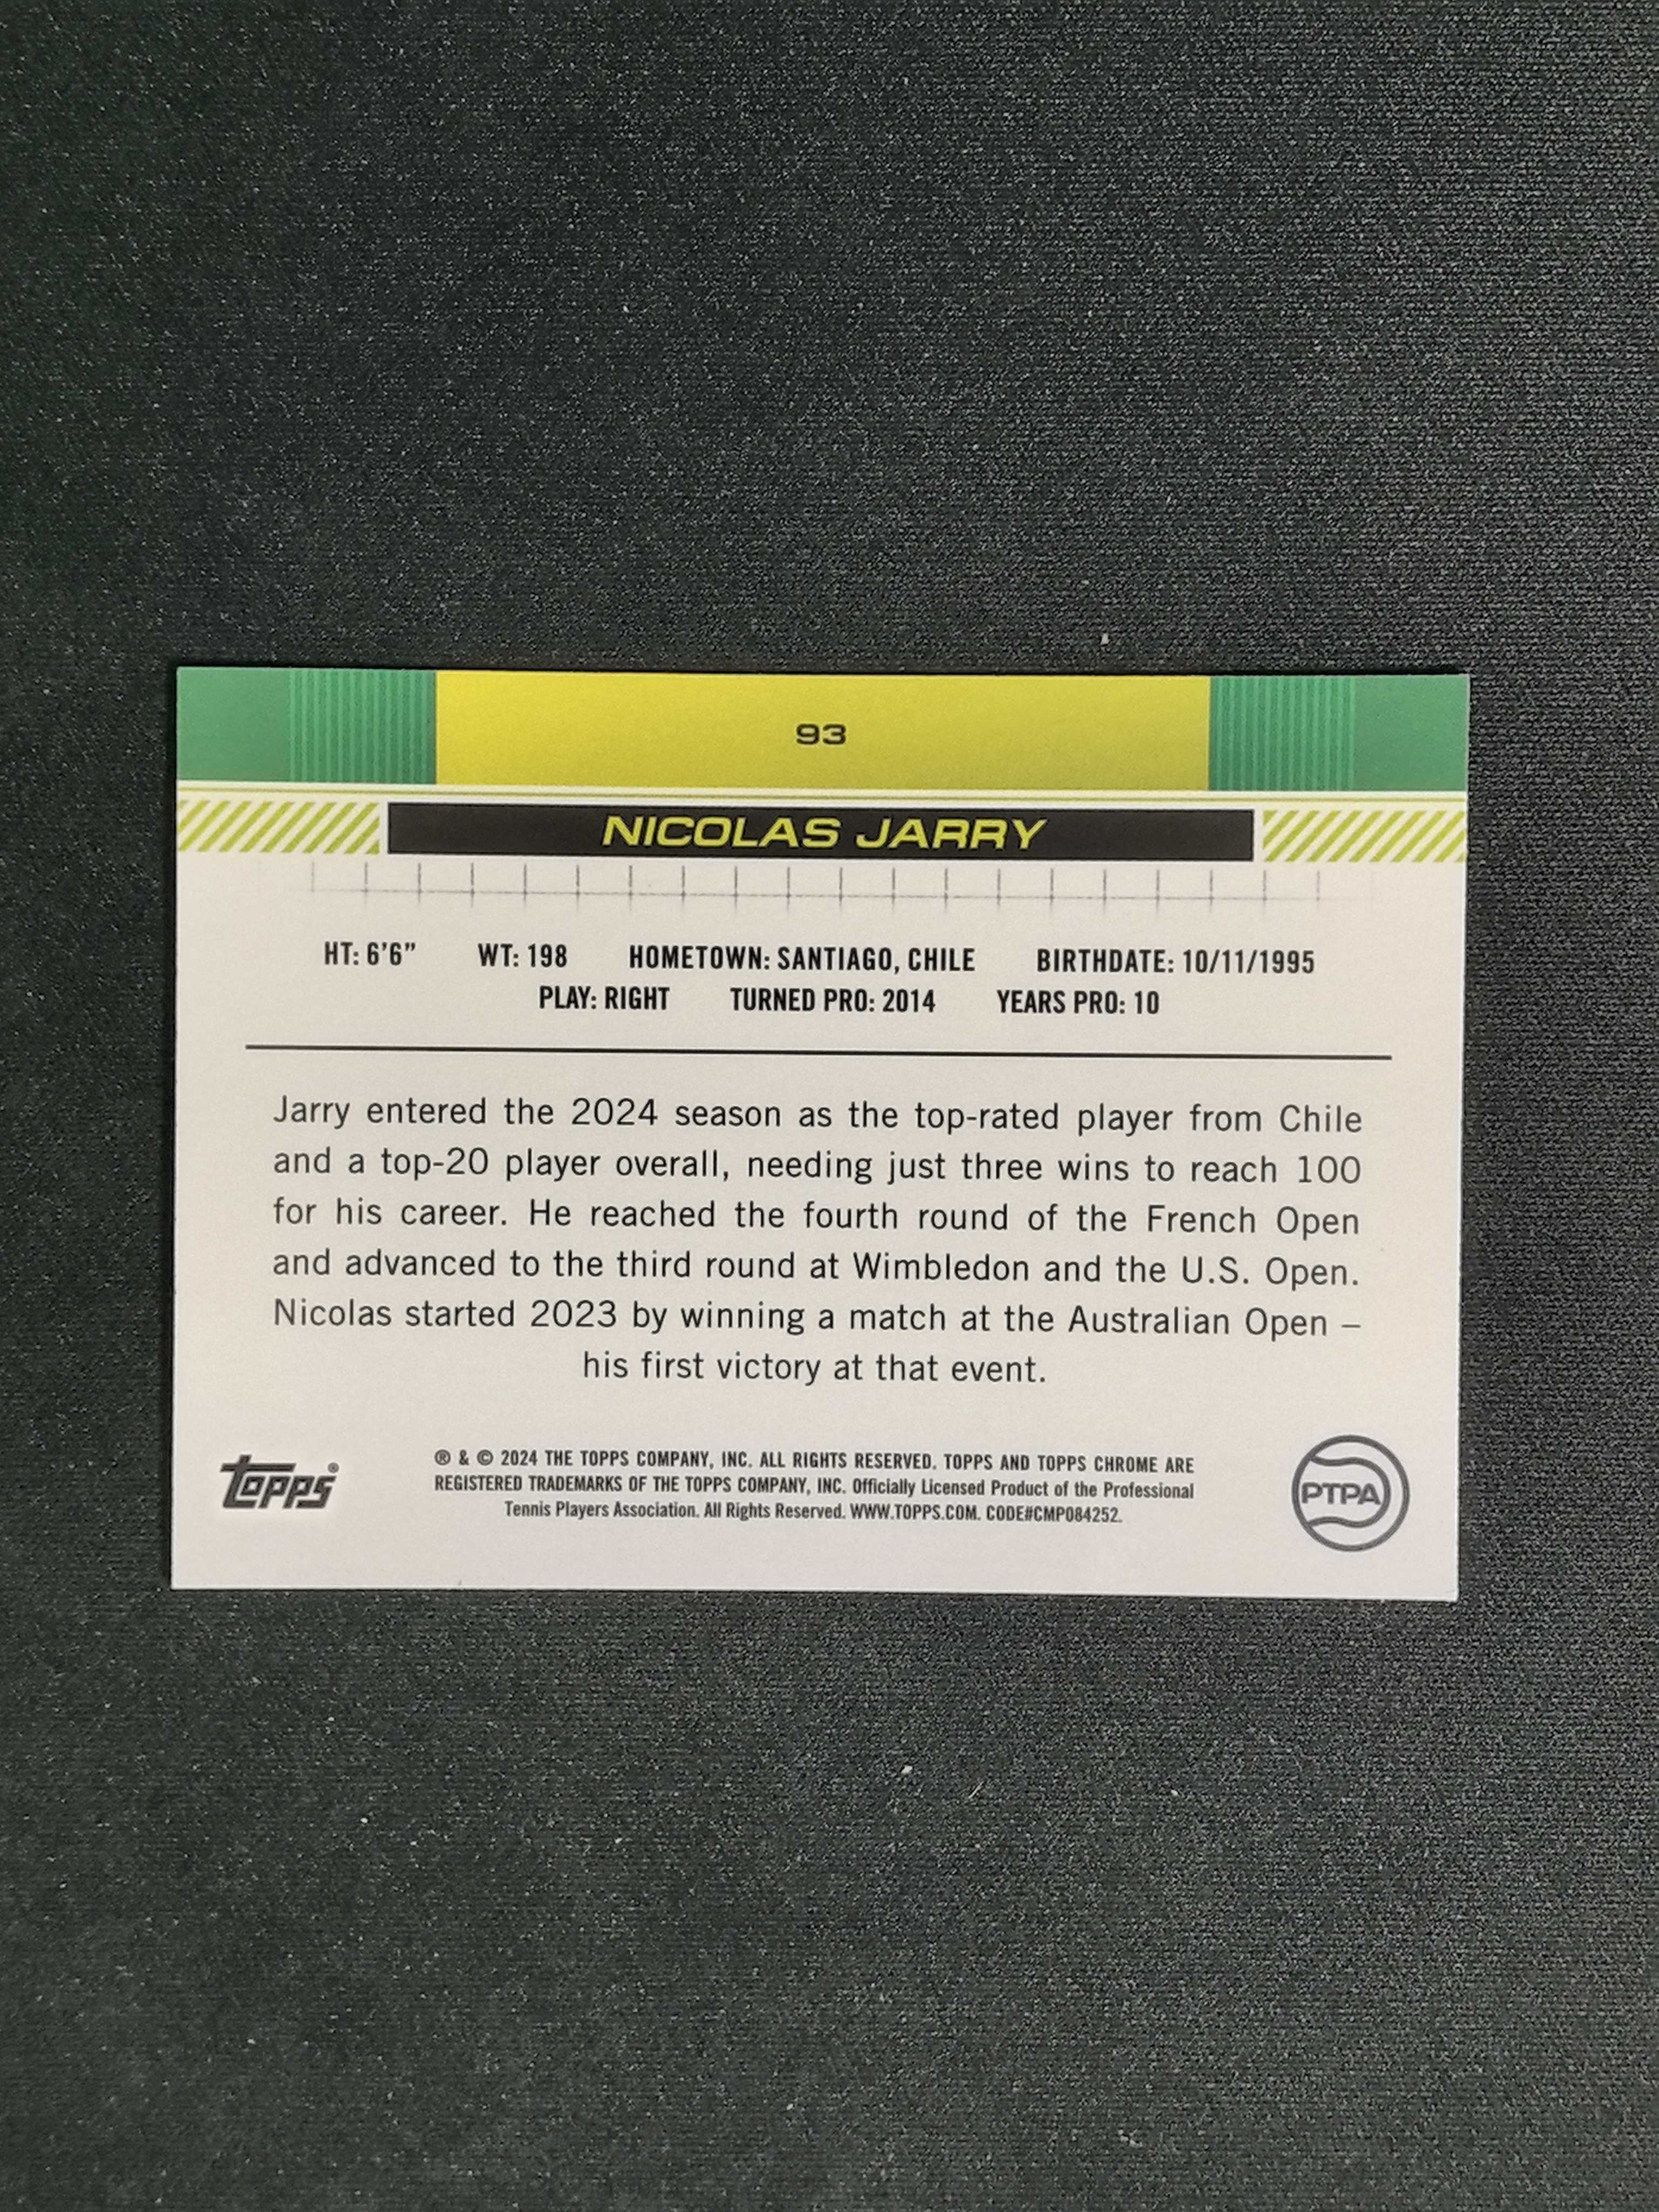 93
NICOLAS JARRY
HT: 6'6” WT: 198 HOMETOWN: SANTIAGO, CHILE BIRTHDATE: 10/11/1995
PLAY: RIGHT TURNED PRO: 2014 YEARS PRO: 10
Jarry entered the 2024 season as the top-rated player from Chile
and a top-20 player overall, needing just three wins to reach 100
for his career. He reached the fourth round of the French Open
and advanced to the third round at Wimbledon and the U.S. Open.
Nicolas started 2023 by winning a match at the Australian Open –
his first victory at that event.
topps®
® & © 2024 THE TOPPS COMPANY, INC. ALL RIGHTS RESERVED. TOPPS AND TOPPS CHROME ARE
REGISTERED TRADEMARKS OF THE TOPPS COMPANY, INC. Officially Licensed Product of the Professional
Tennis Players Association. All Rights Reserved. WWW.TOPPS.COM. CODE#CMP084252.
PTPA